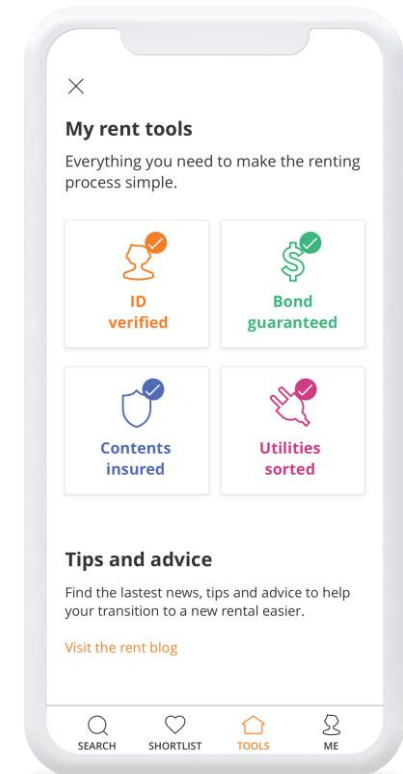 My rent tools
Everything you need to make the renting
process simple.
ID
verified
Bond
guaranteed
Contents
insured
Utilities
sorted
Tips and advice
Find the lastest news, tips and advice to help
your transition to a new rental easier.
Visit the rent blog
SEARCH SHORTLIST TOOLS ME